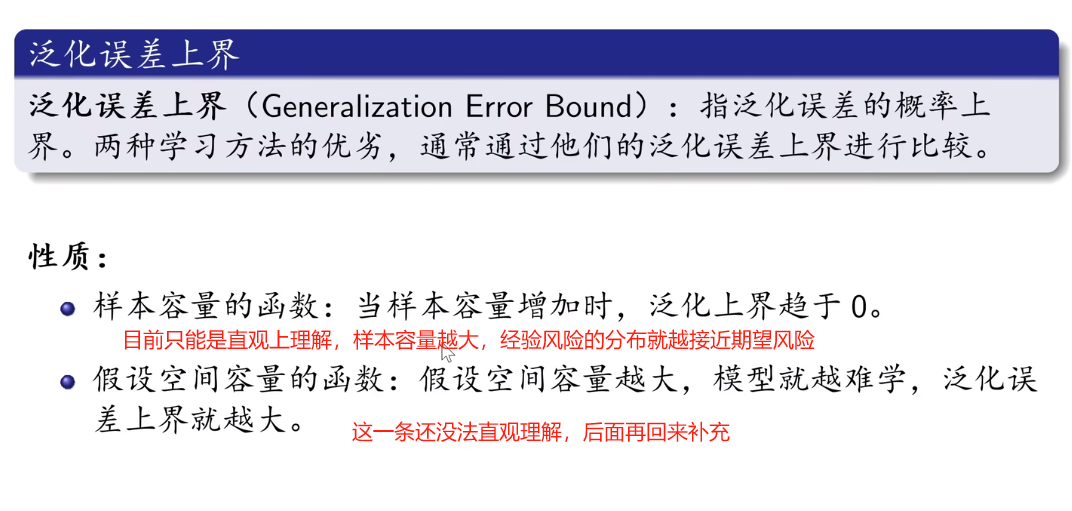 泛化误差上界
泛化误差上界（Generalization Error Bound）：指泛化误差的概率上
界。两种学习方法的优劣，通常通过他们的泛化误差上界进行比较。
性质：
样本容量的函数：当样本容量增加时，泛化上界趋于 0。
目前只能是直观上理解，样本容量越大，经验风险的分布就越接近期望风险
假设空间容量的函数：假设空间容量越大，模型就越难学，泛化误
差上界就越大。
这一条还没法直观理解，后面再回来补充